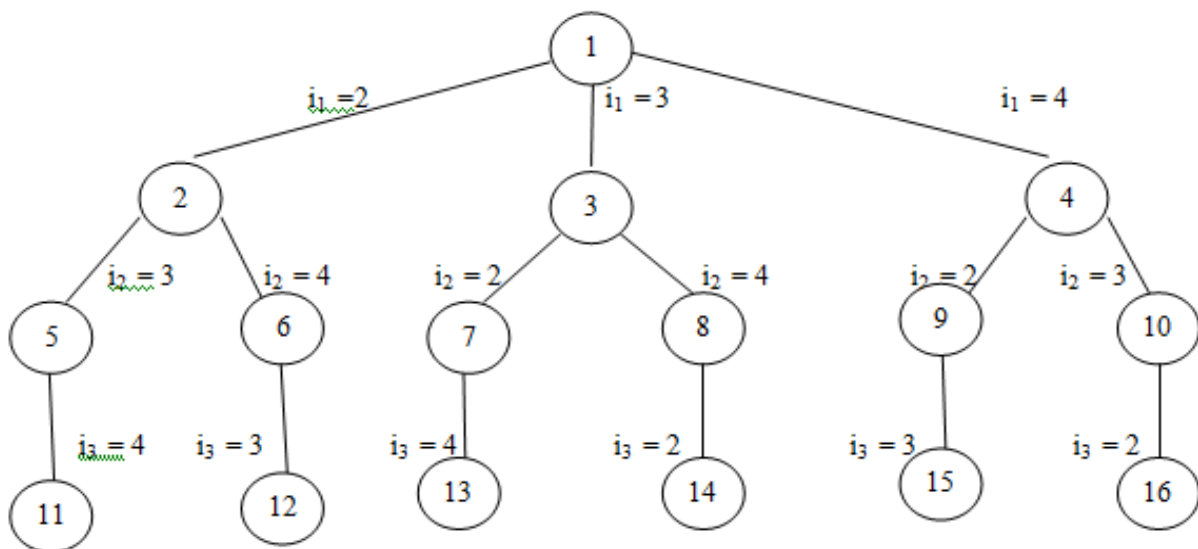 1
i₁ =2 i₁ = 3 i₁ = 4
2 3 4
i₂ = 3 i₂ = 4 i₂ = 2 i₂ = 4 i₂ = 2 i₂ = 3
5 6 7 8 9 10
i₃ = 4 i₃ = 3 i₃ = 4 i₃ = 2 i₃ = 3 i₃ = 2
11 12 13 14 15 16